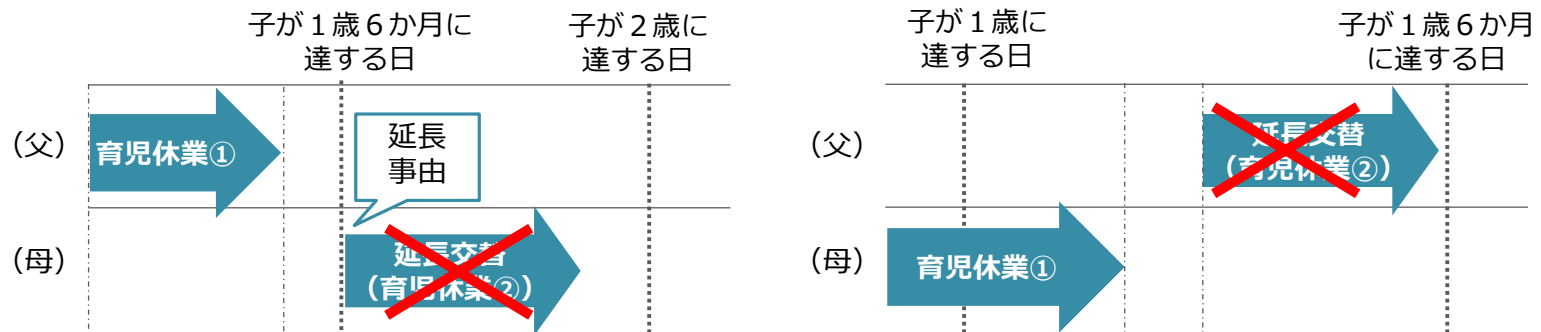 子が１歳６か月に
達する日
子が２歳に
達する日
（父）
育児休業①
延長
事由
（母）
延長交替
（育児休業②）
子が１歳に
達する日
子が１歳６か月
に達する日
（父）
延長交替
（育児休業②）
（母）
育児休業①